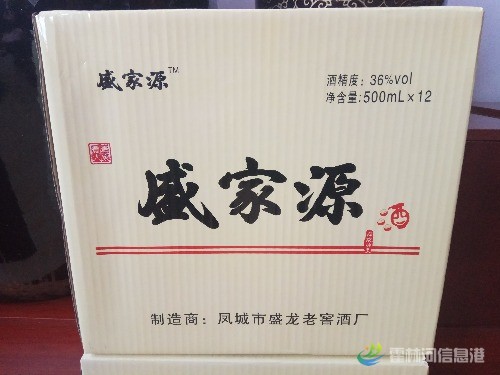 盛家源™
酒精度：36%vol
净含量:500mL×12
盛家源
酒
制造商：凤城市盛龙老窖酒厂
霍林河信息港